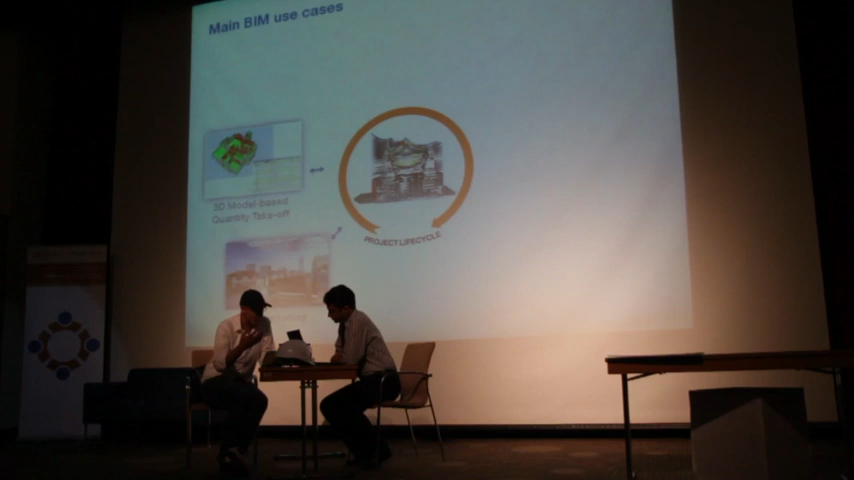 Main BIM use cases
3D Model-based
Quantity Take-off
PROJECT LIFECYCLE